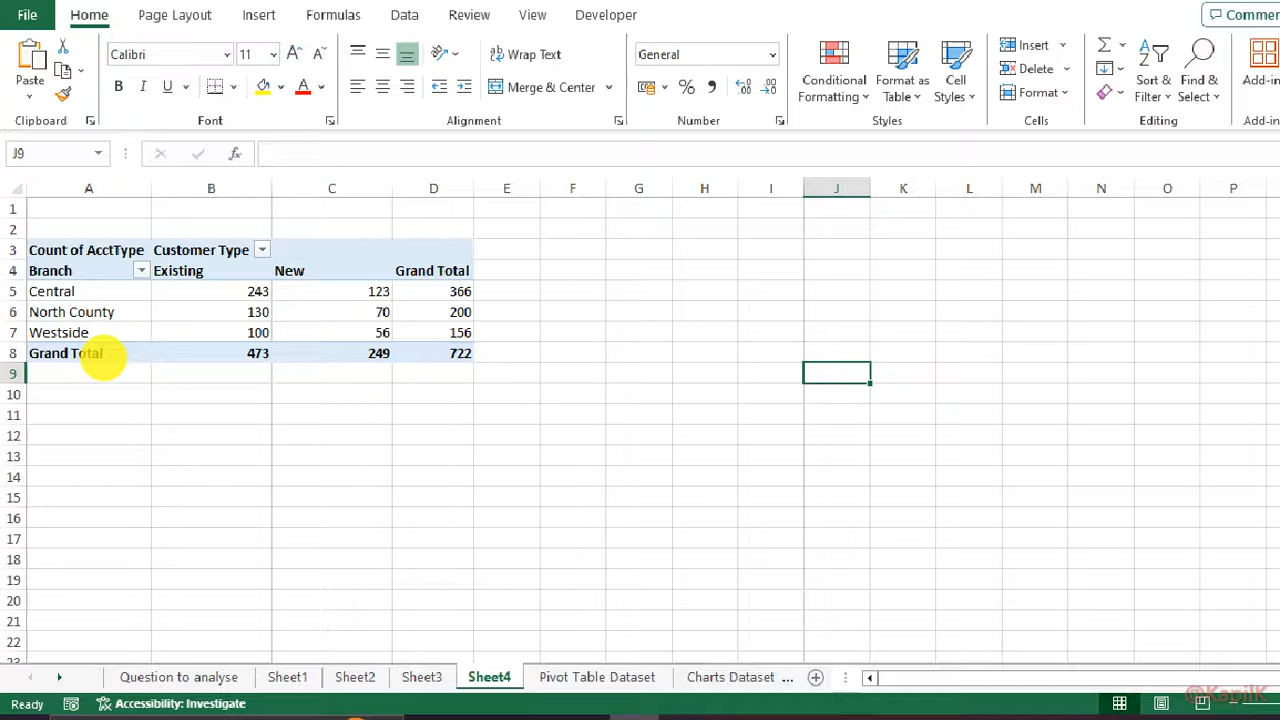 File Home Page Layout Insert Formulas Data Review View Developer Commer
Paste Calibri 11 Wrap Text General Conditional Formatting Format as Table Cell Styles Insert Sort & Filter Find & Select Add-in
B I U A Merge & Center % Delete
Format
Clipboard Font Alignment Number Styles Cells Editing Add-in
J9 fx
A B C D E F G H I J K L M N O P
1
2
3 Count of AcctType Customer Type
4 Branch Existing New Grand Total
5 Central 243 123 366
6 North County 130 70 200
7 Westside 100 56 156
8 Grand Total 473 249 722
9
10
11
12
13
14
15
16
17
18
19
20
21
22
23
Question to analyse Sheet1 Sheet2 Sheet3 Sheet4 Pivot Table Dataset Charts Dataset ...
@KapilK
Ready Accessibility: Investigate